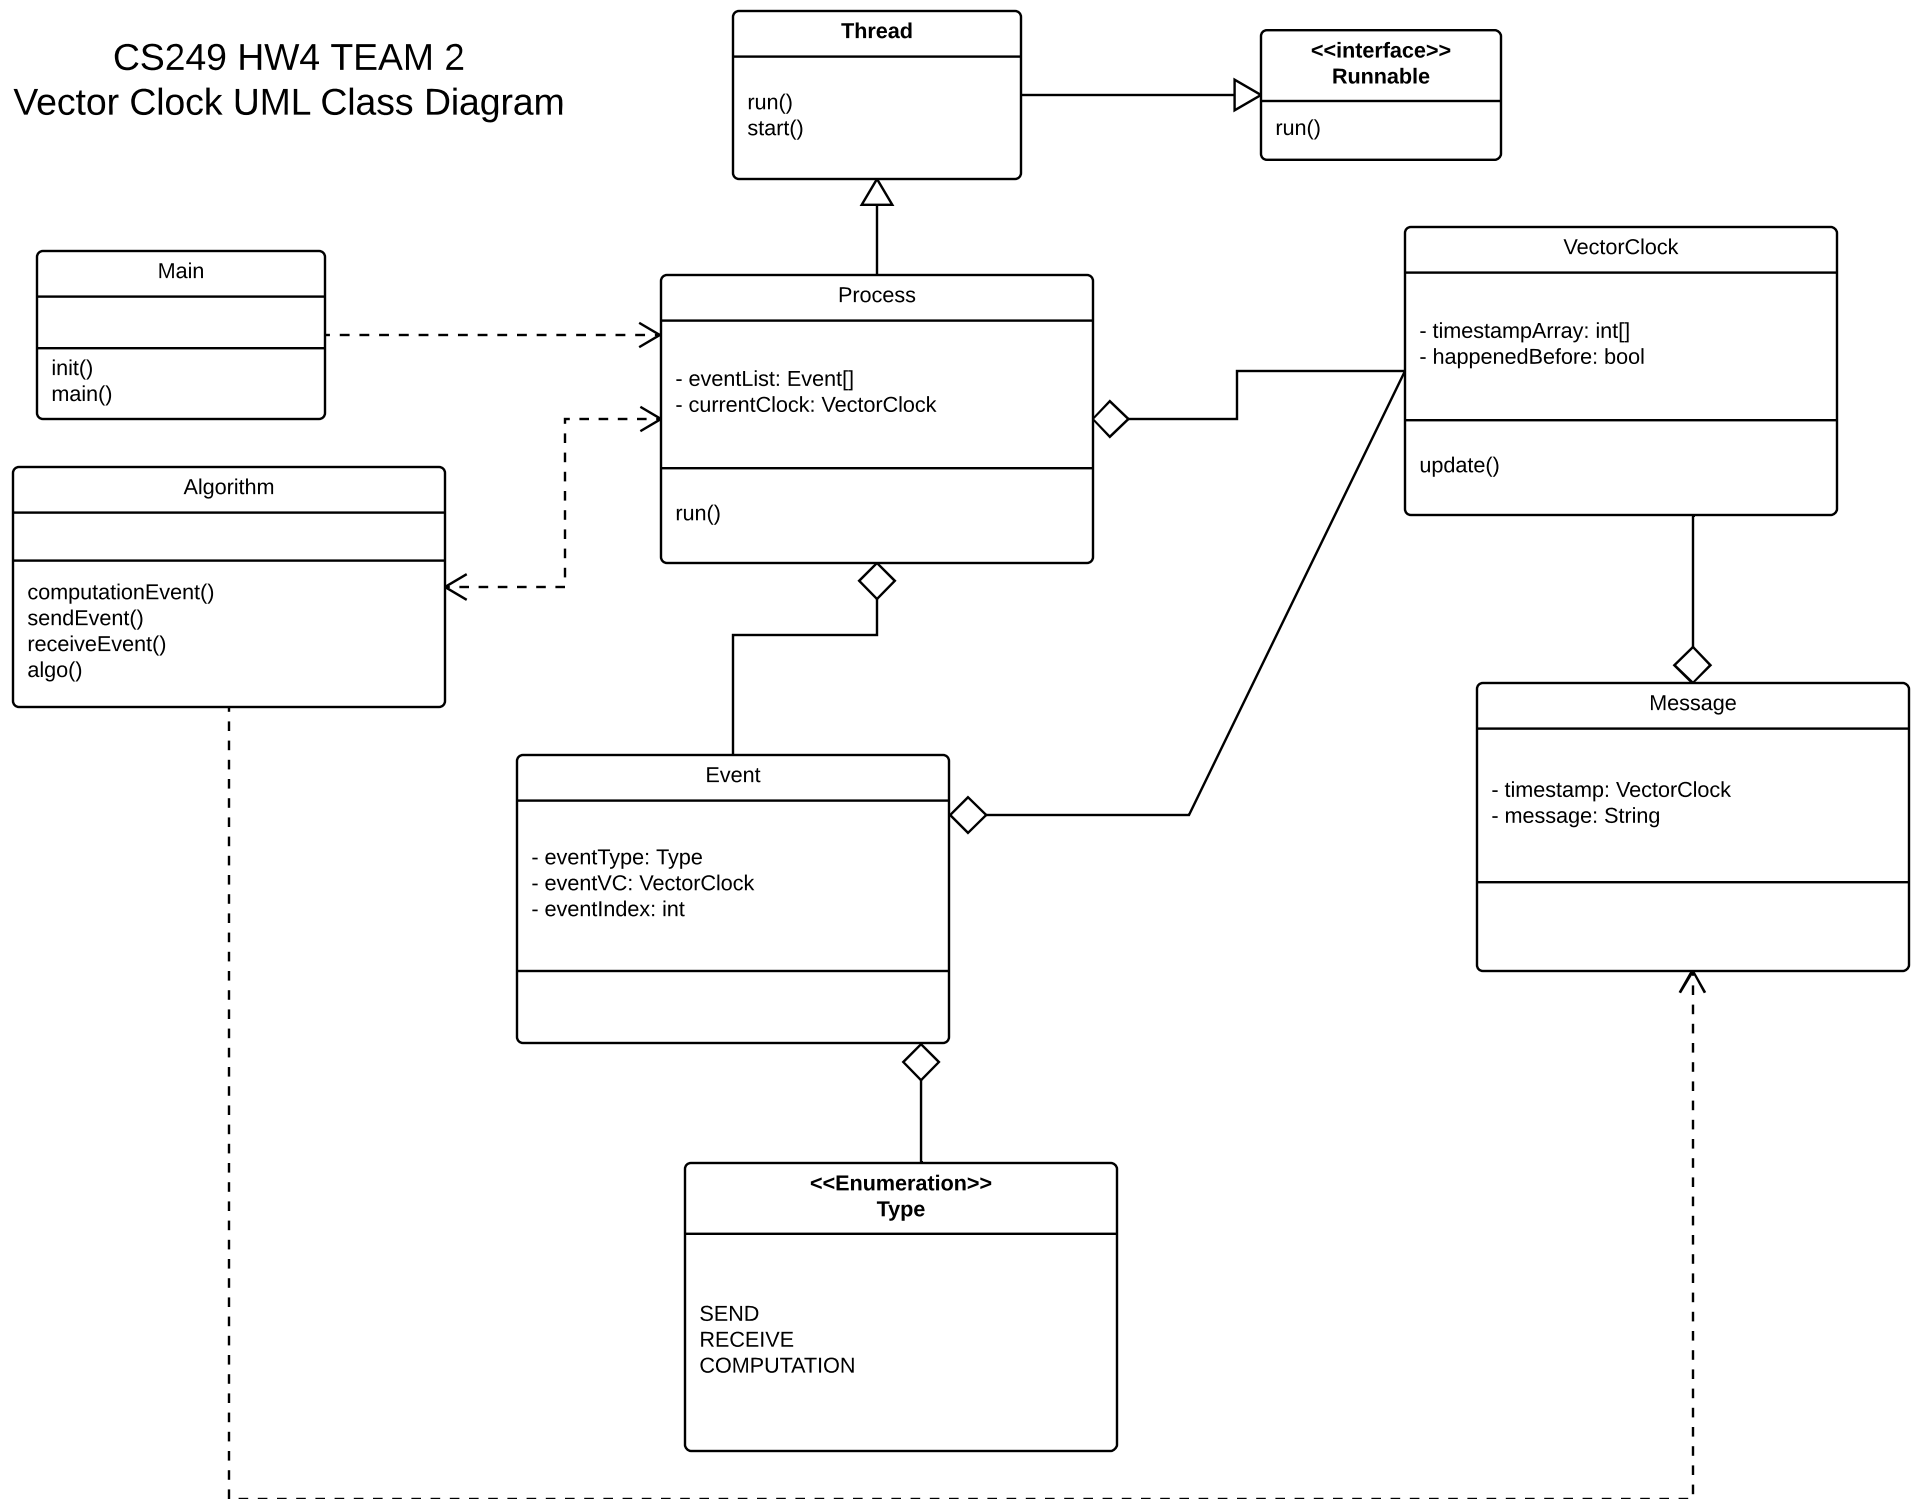 CS249 HW4 TEAM 2
Vector Clock UML Class Diagram
Thread
run()
start()
<<interface>>
Runnable
run()
Main
init()
main()
Process
- eventList: Event[]
- currentClock: VectorClock
run()
VectorClock
- timestampArray: int[]
- happenedBefore: bool
update()
Algorithm
computationEvent()
sendEvent()
receiveEvent()
algo()
Message
- timestamp: VectorClock
- message: String
Event
- eventType: Type
- eventVC: VectorClock
- eventIndex: int
<<Enumeration>>
Type
SEND
RECEIVE
COMPUTATION